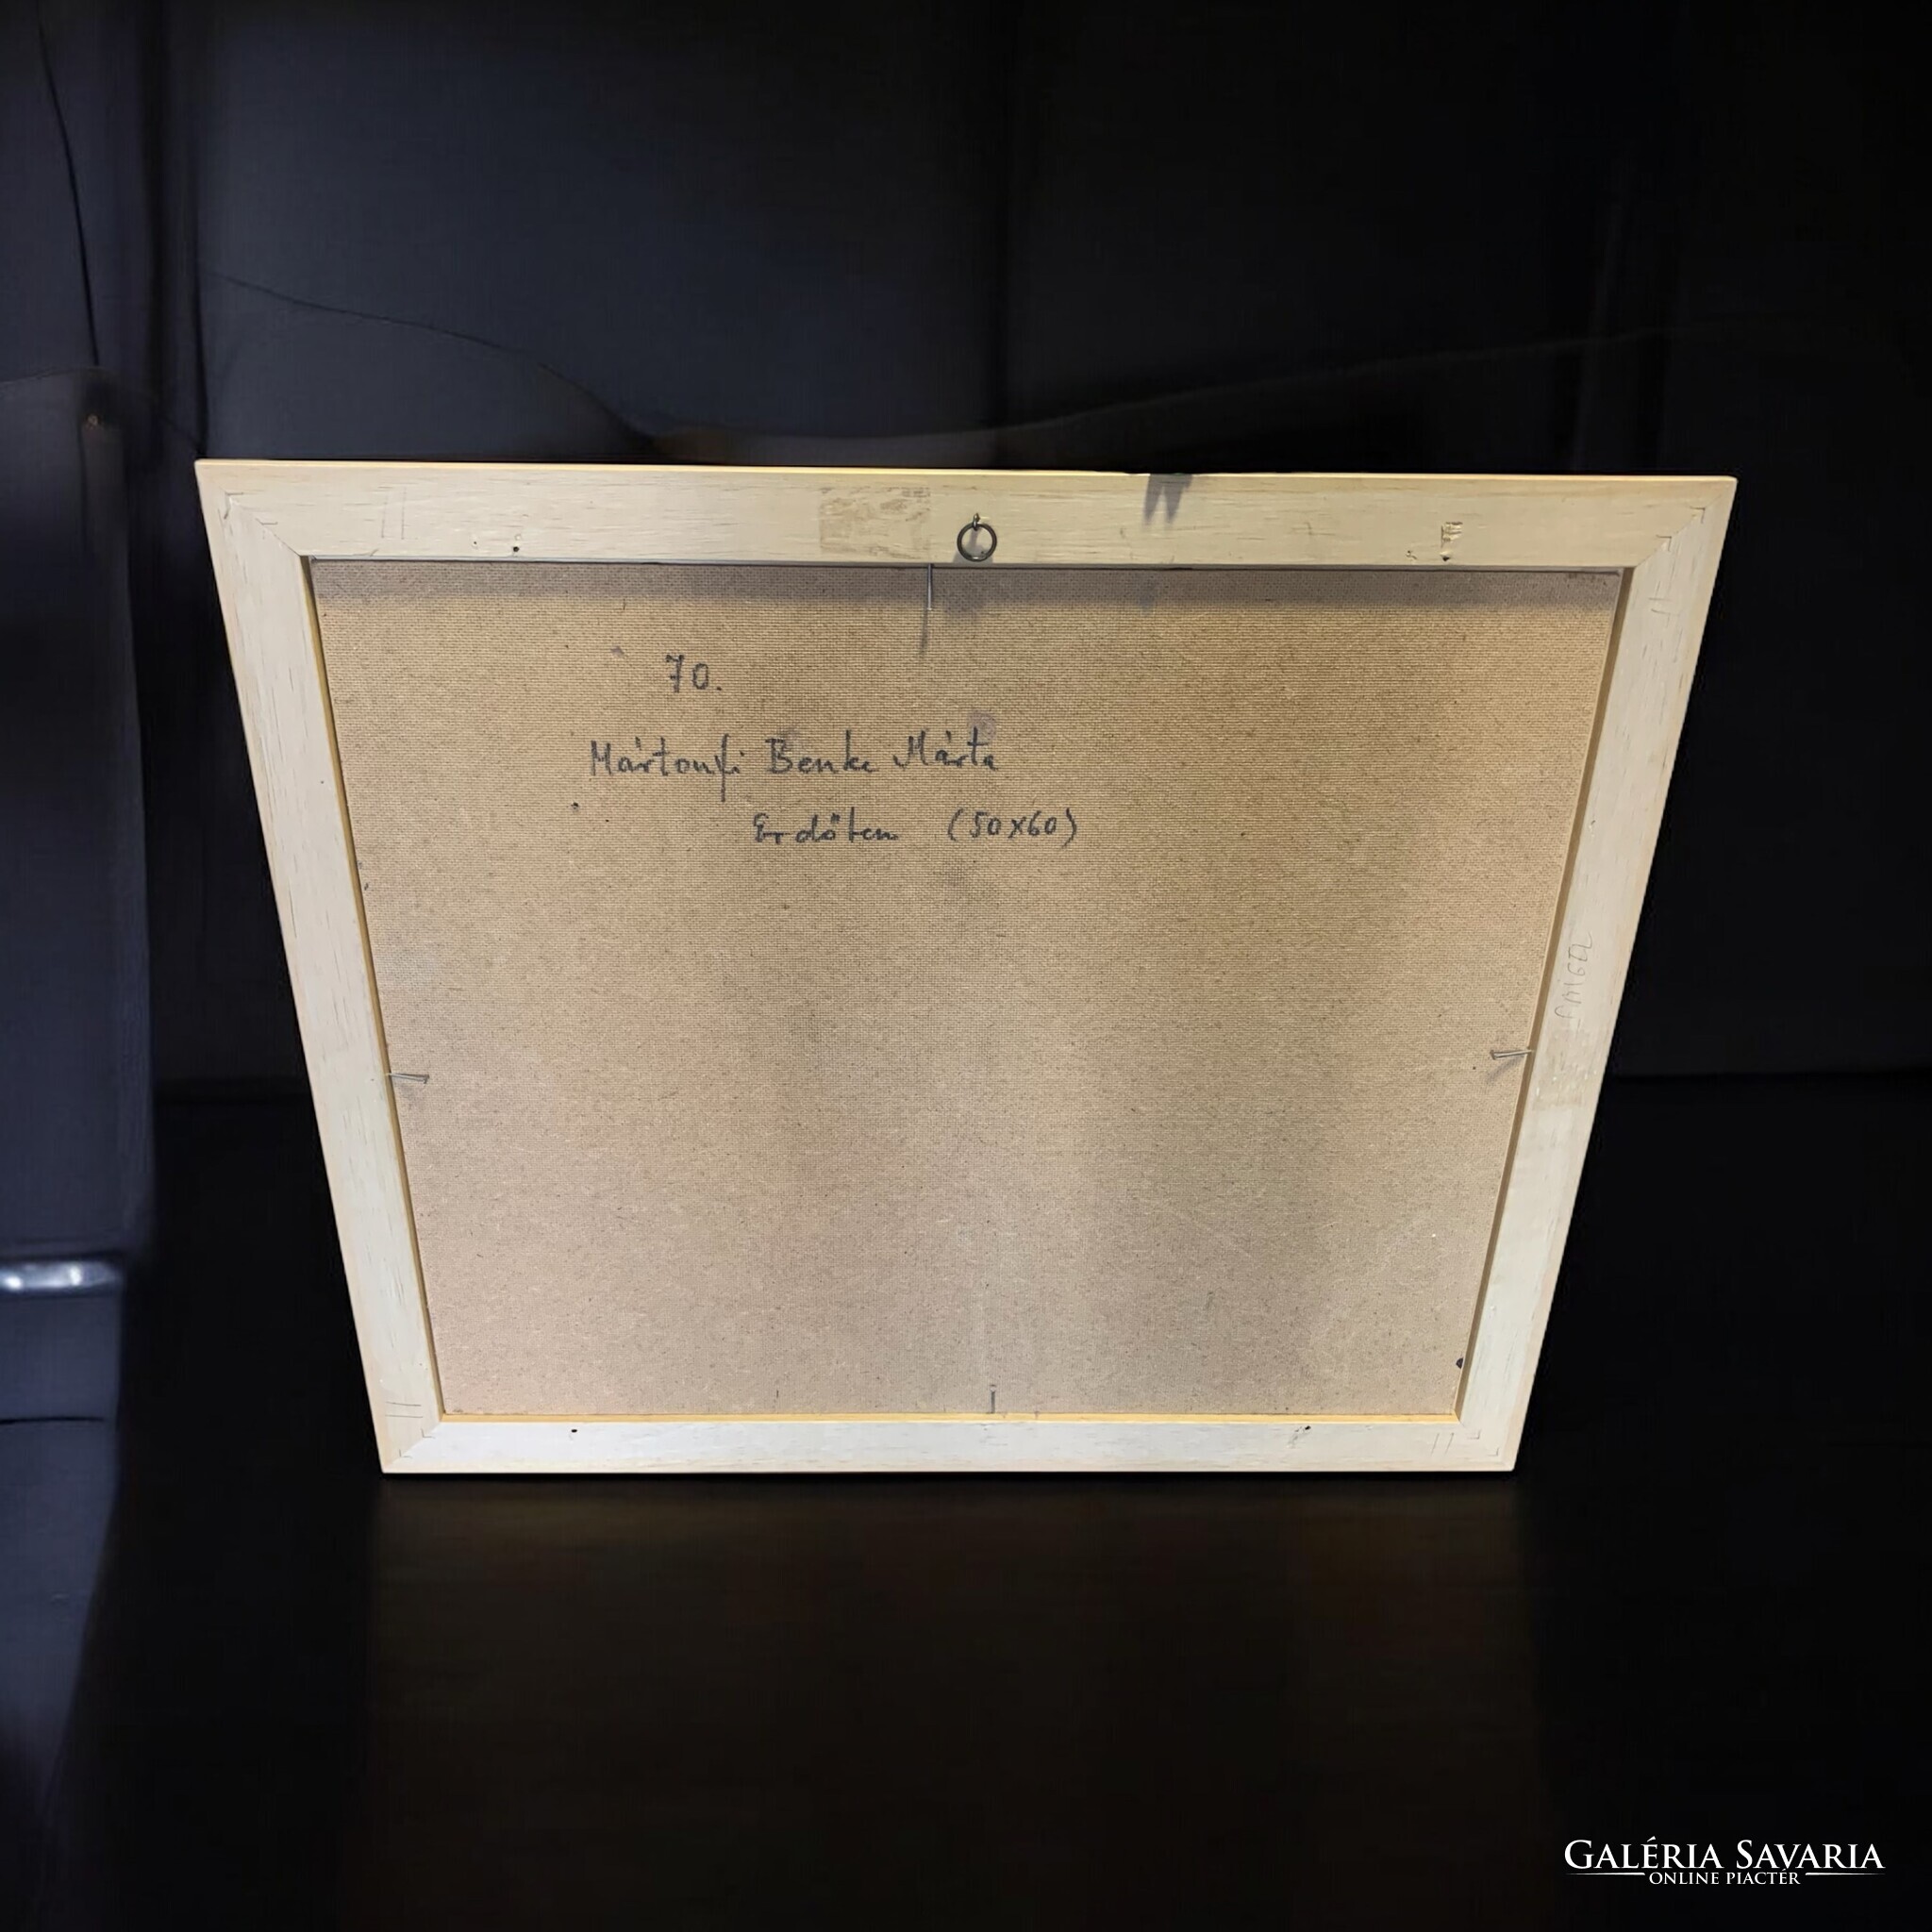 70.
Mártonfi Benke Márta
Erdőben (50x60)
GALÉRIA SAVARIA
ONLINE PIACTÉR